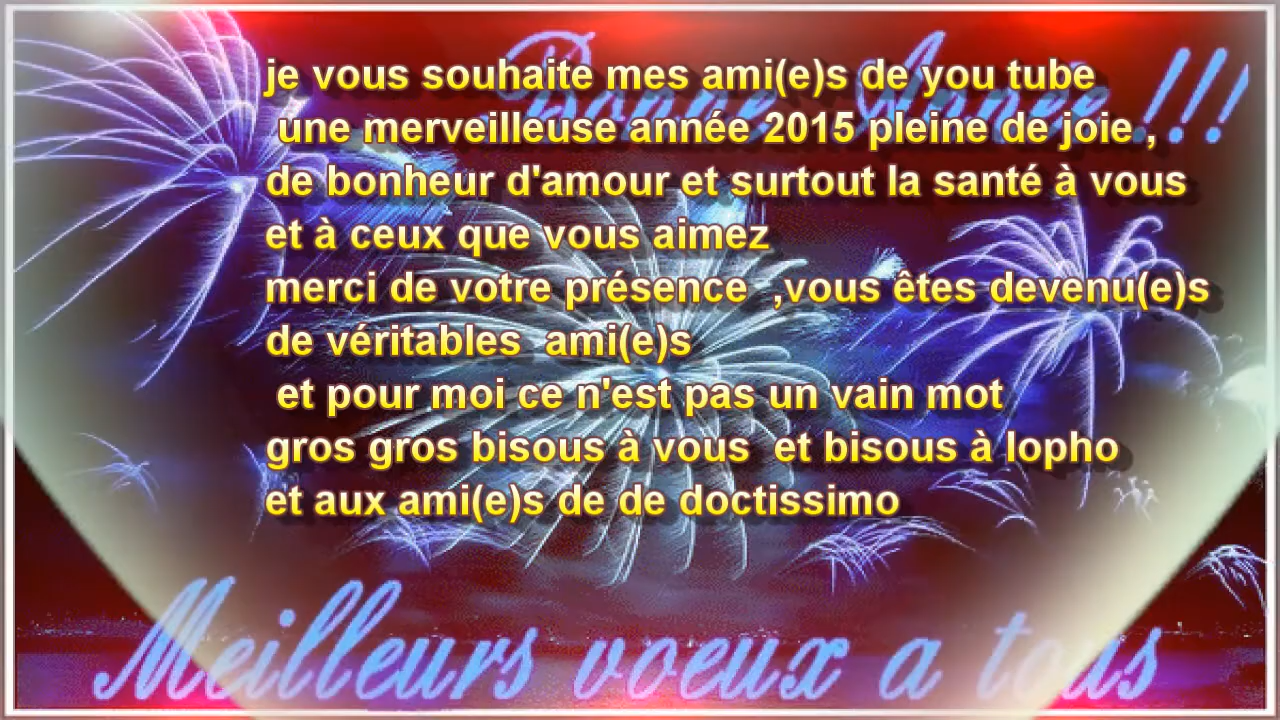 Bonne Année !!!
je vous souhaite mes ami(e)s de you tube
une merveilleuse année 2015 pleine de joie ,
de bonheur d'amour et surtout la santé à vous
et à ceux que vous aimez
merci de votre présence ,vous êtes devenu(e)s
de véritables ami(e)s
et pour moi ce n'est pas un vain mot
gros gros bisous à vous et bisous à lopho
et aux ami(e)s de de doctissimo
Meilleurs voeux a tous